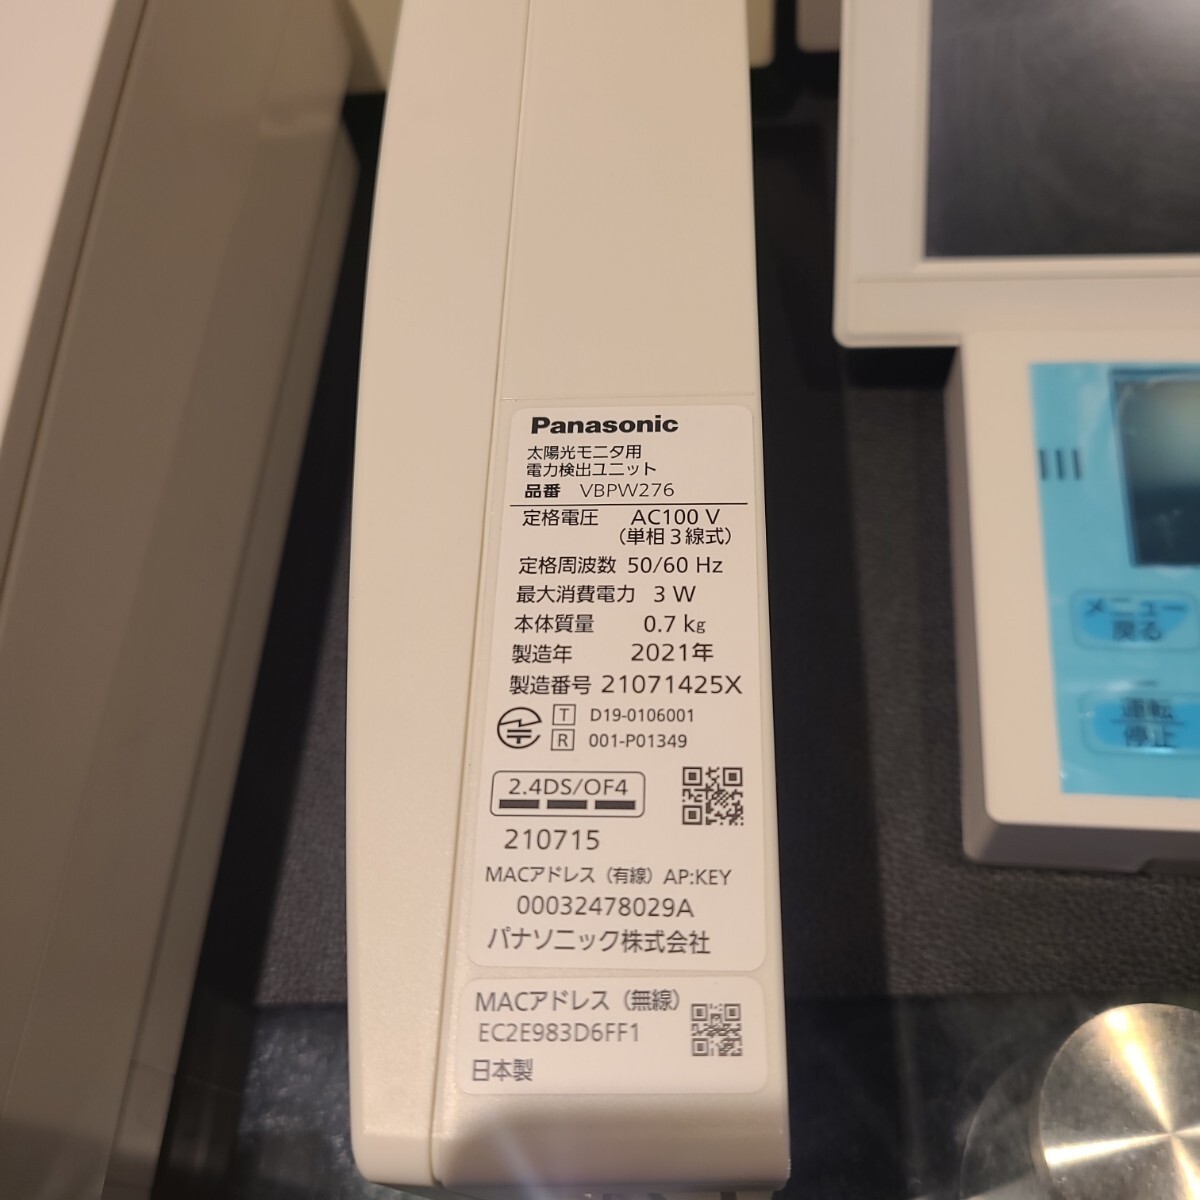 Panasonic
太陽光モニタ用
電力検出ユニット
品番 VBPW276
定格電圧 AC100 V
(単相3線式)
定格周波数 50/60 Hz
最大消費電力 3 W
本体質量 0.7 kg
製造年 2021年
製造番号 21071425X
T D19-0106001
R 001-P01349
2.4DS/OF4
210715
MACアドレス(有線) AP:KEY
00032478029A
パナソニック株式会社
MACアドレス(無線)
EC2E983D6FF1
日本製
メニュー
戻る
運転
停止